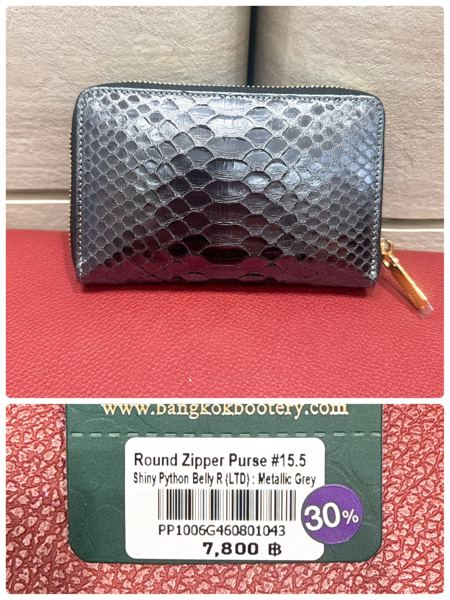 www.bangkokbootery.com
Round Zipper Purse #15.5
Shiny Python Belly R {LTD} : Metallic Grey
30%
PP1006G460801043
7,800 ฿